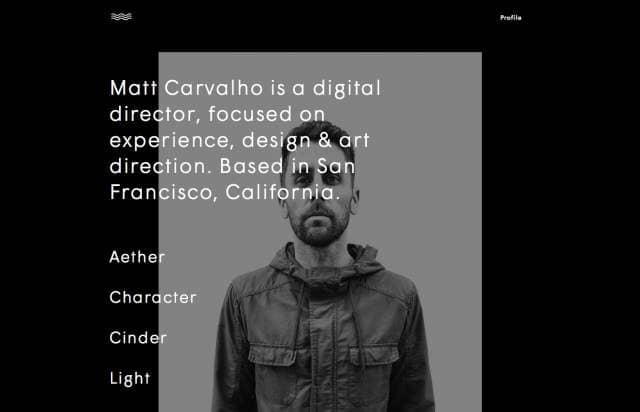 Profile
Matt Carvalho is a digital
director, focused on
experience, design & art
direction. Based in San
Francisco, California.
Aether
Character
Cinder
Light